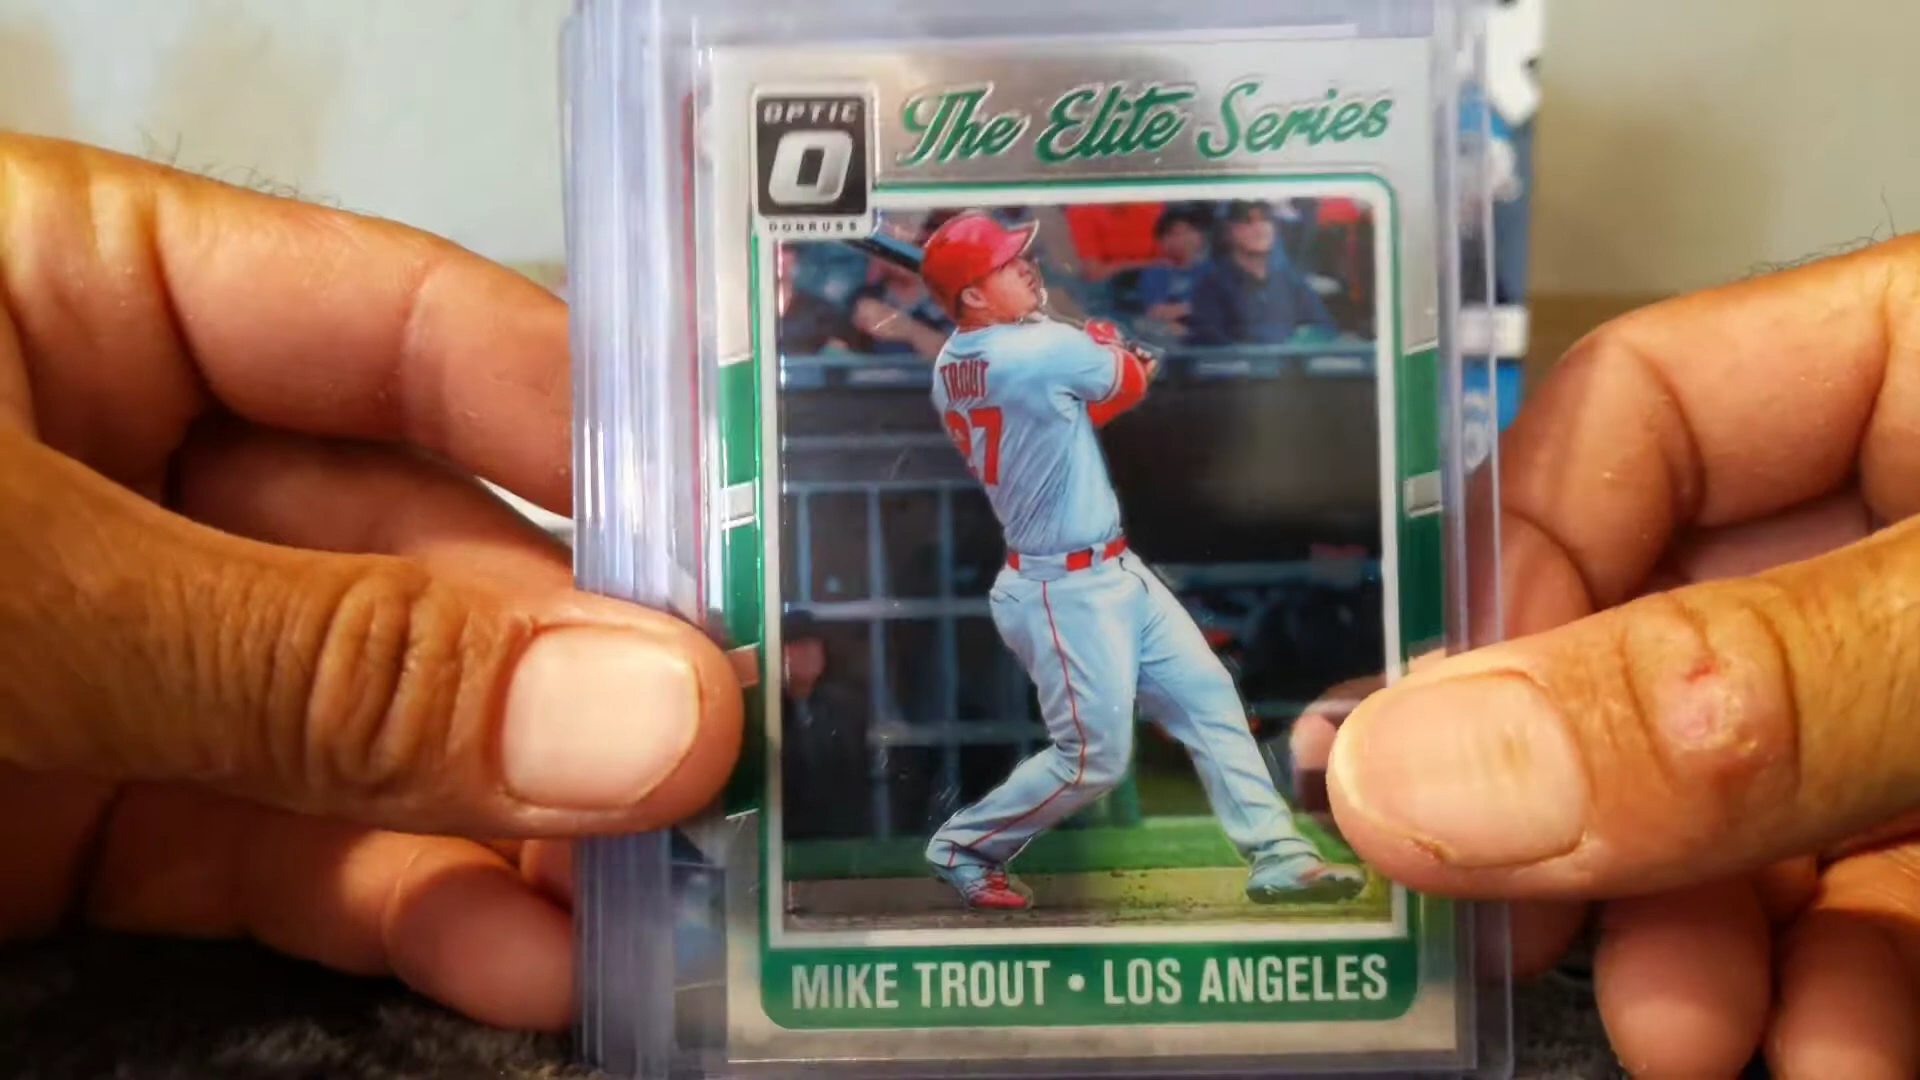 OPTIC
O
DONRUSS
The Elite Series
TROUT
27
MIKE TROUT • LOS ANGELES